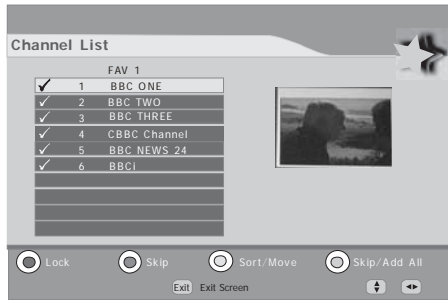 Channel List
FAV 1
1 BBC ONE
2 BBC TWO
3 BBC THREE
4 CBBC Channel
5 BBC NEWS 24
6 BBCi
Lock Skip Sort/Move Skip/Add All
Exit Exit Screen